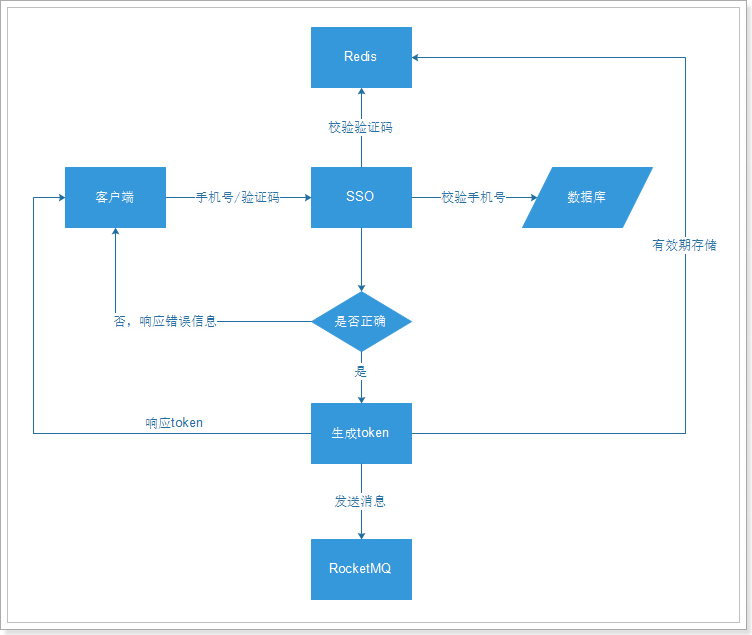 Redis
校验验证码
客户端
手机号/验证码
SSO
校验手机号
数据库
有效期存储
否，响应错误信息
是否正确
是
响应token
生成token
发送消息
RocketMQ